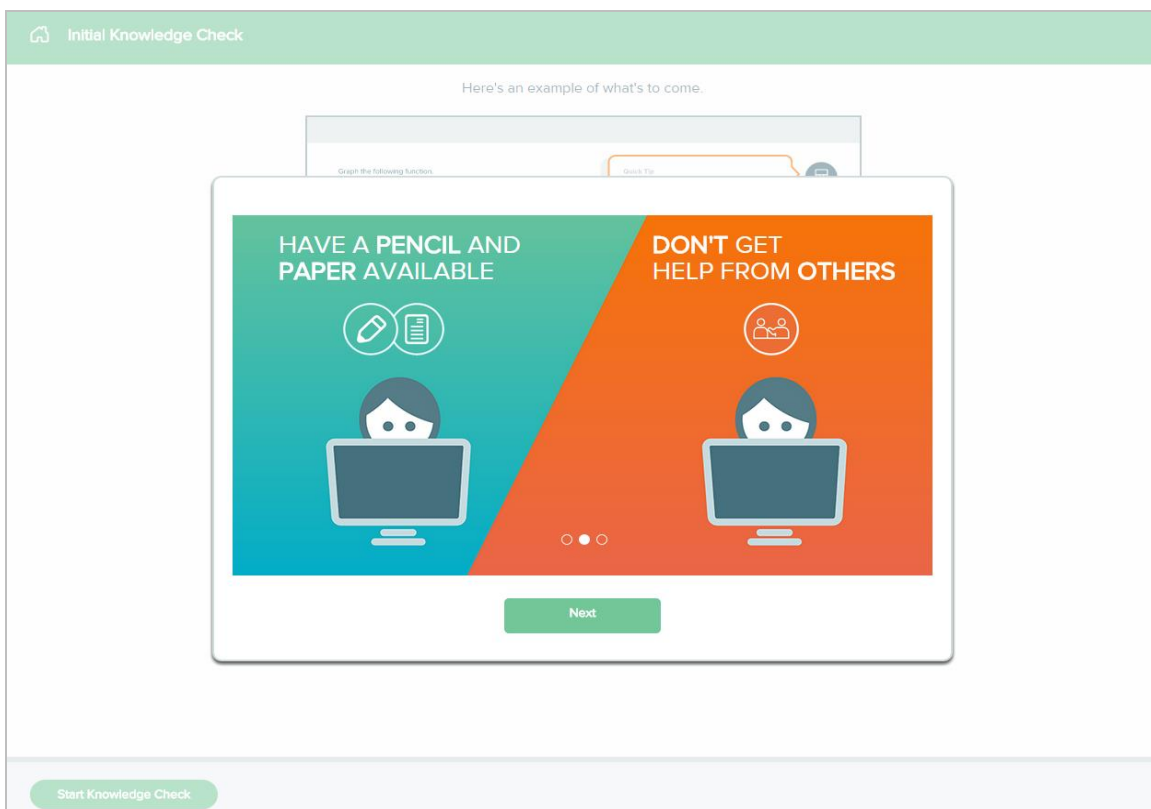 Initial Knowledge Check
Here's an example of what's to come.
Graph the following function.
Quick Tip
HAVE A PENCIL AND
PAPER AVAILABLE
DON'T GET
HELP FROM OTHERS
Next
Start Knowledge Check